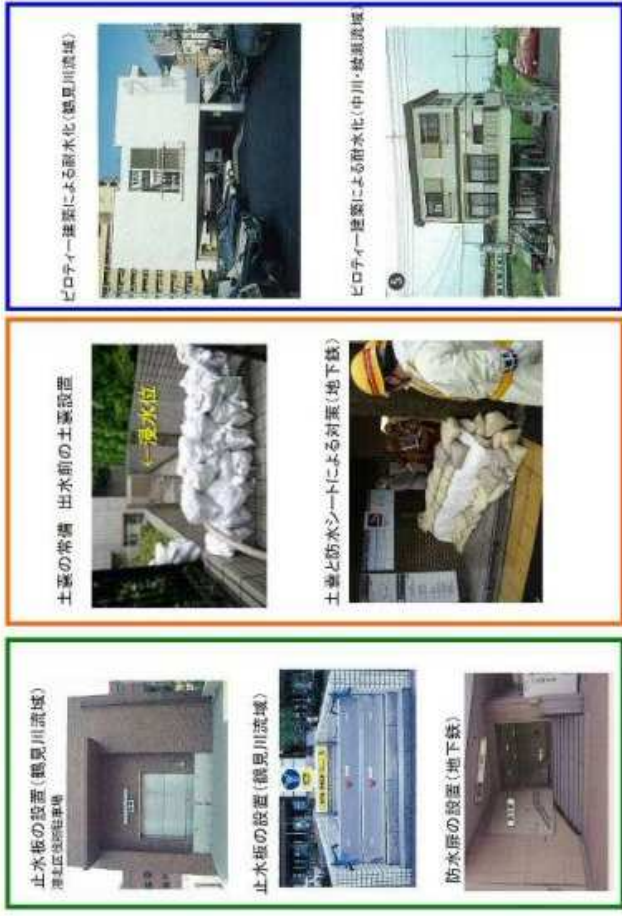 止水板の設置(鶴見川流域)
港北区役所駐車場
止水板の設置(鶴見川流域)
防水扉の設置(地下鉄)
土嚢の常備　出水前の土嚢設置
←浸水位
土嚢と防水シートによる対策(地下鉄)
ピロティー建築による耐水化(鶴見川流域)
ピロティー建築による耐水化(中川・綾瀬流域)
5